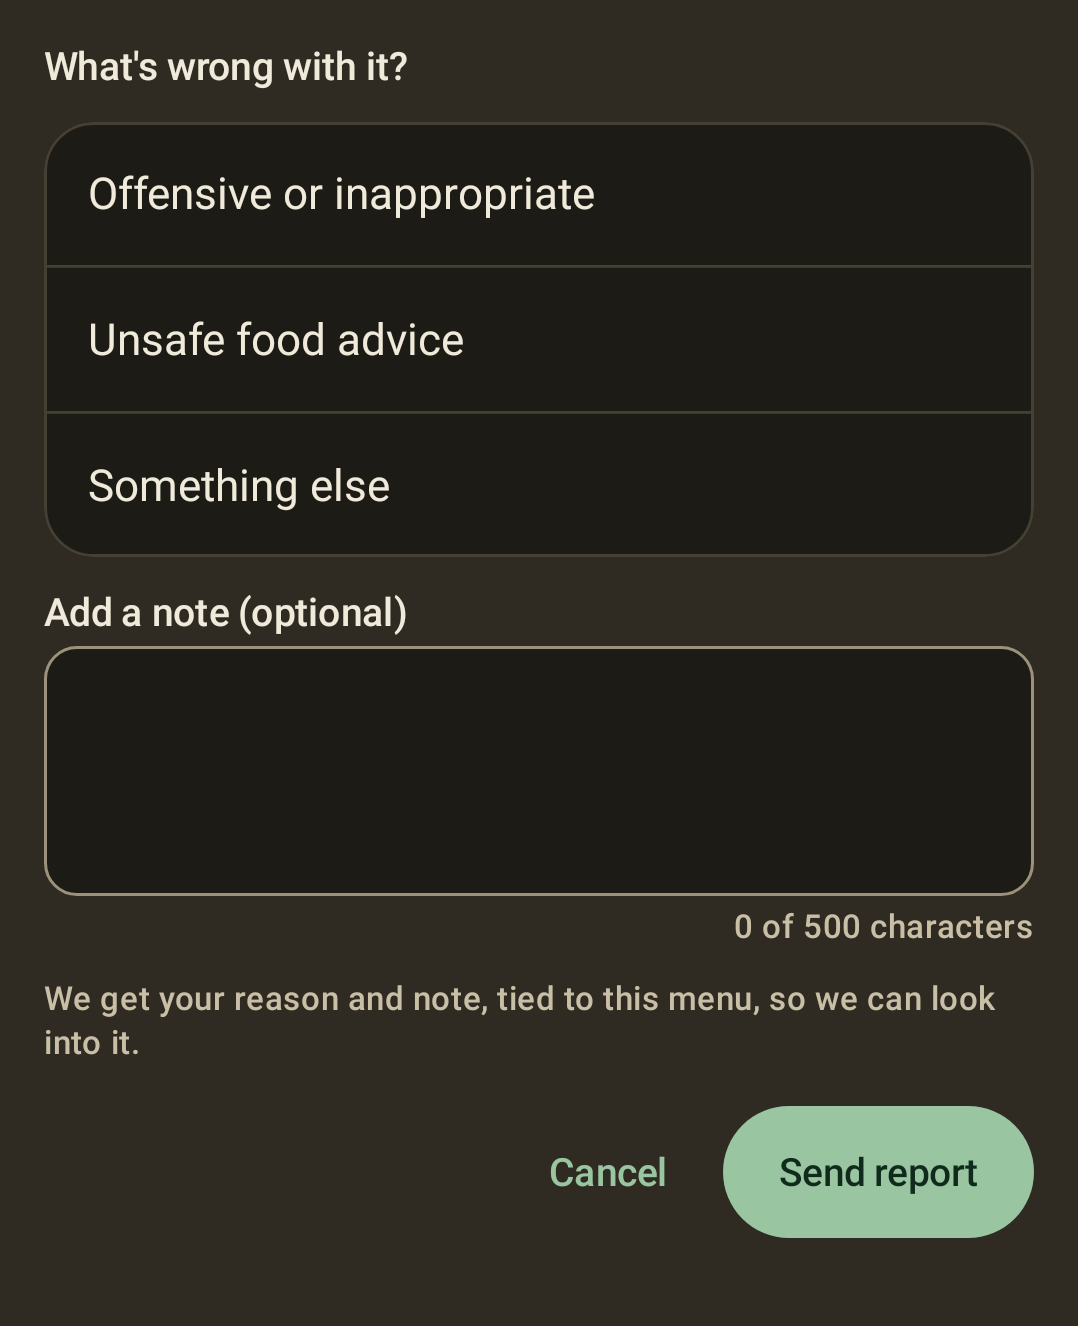 What's wrong with it?
Offensive or inappropriate
Unsafe food advice
Something else
Add a note (optional)
0 of 500 characters
We get your reason and note, tied to this menu, so we can look
into it.
Cancel
Send report